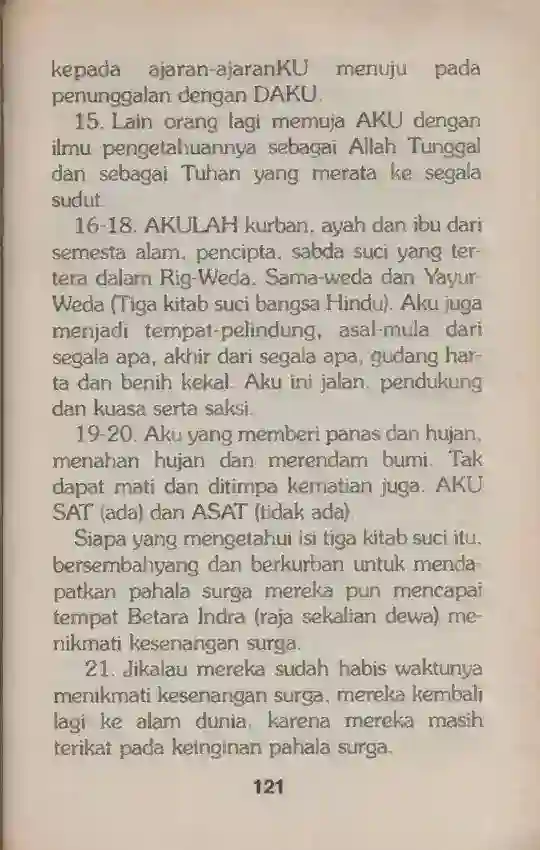 kepada ajaran-ajaranKU menuju pada
penunggalan dengan DAKU.
15. Lain orang lagi memuja AKU dengan
ilmu pengetahuannya sebagai Allah Tunggal
dan sebagai Tuhan yang merata ke segala
sudut.
16-18. AKULAH kurban, ayah dan ibu dari
semesta alam, pencipta, sabda suci yang ter-
tera dalam Rig-Weda, Sama-weda dan Yayur-
Weda (Tiga kitab suci bangsa Hindu). Aku juga
menjadi tempat-pelindung, asal-mula dari
segala apa, akhir dari segala apa, gudang har-
ta dan benih kekal. Aku ini jalan, pendukung
dan kuasa serta saksi.
19-20. Aku yang memberi panas dan hujan,
menahan hujan dan merendam bumi. Tak
dapat mati dan ditimpa kematian juga. AKU
SAT (ada) dan ASAT (tidak ada)
Siapa yang mengetahui isi tiga kitab suci itu,
bersembahyang dan berkurban untuk menda-
patkan pahala surga mereka pun mencapai
tempat Betara Indra (raja sekalian dewa) me-
nikmati kesenangan surga.
21. Jikalau mereka sudah habis waktunya
menikmati kesenangan surga, mereka kembali
lagi ke alam dunia, karena mereka masih
terikat pada keinginan pahala surga.
121